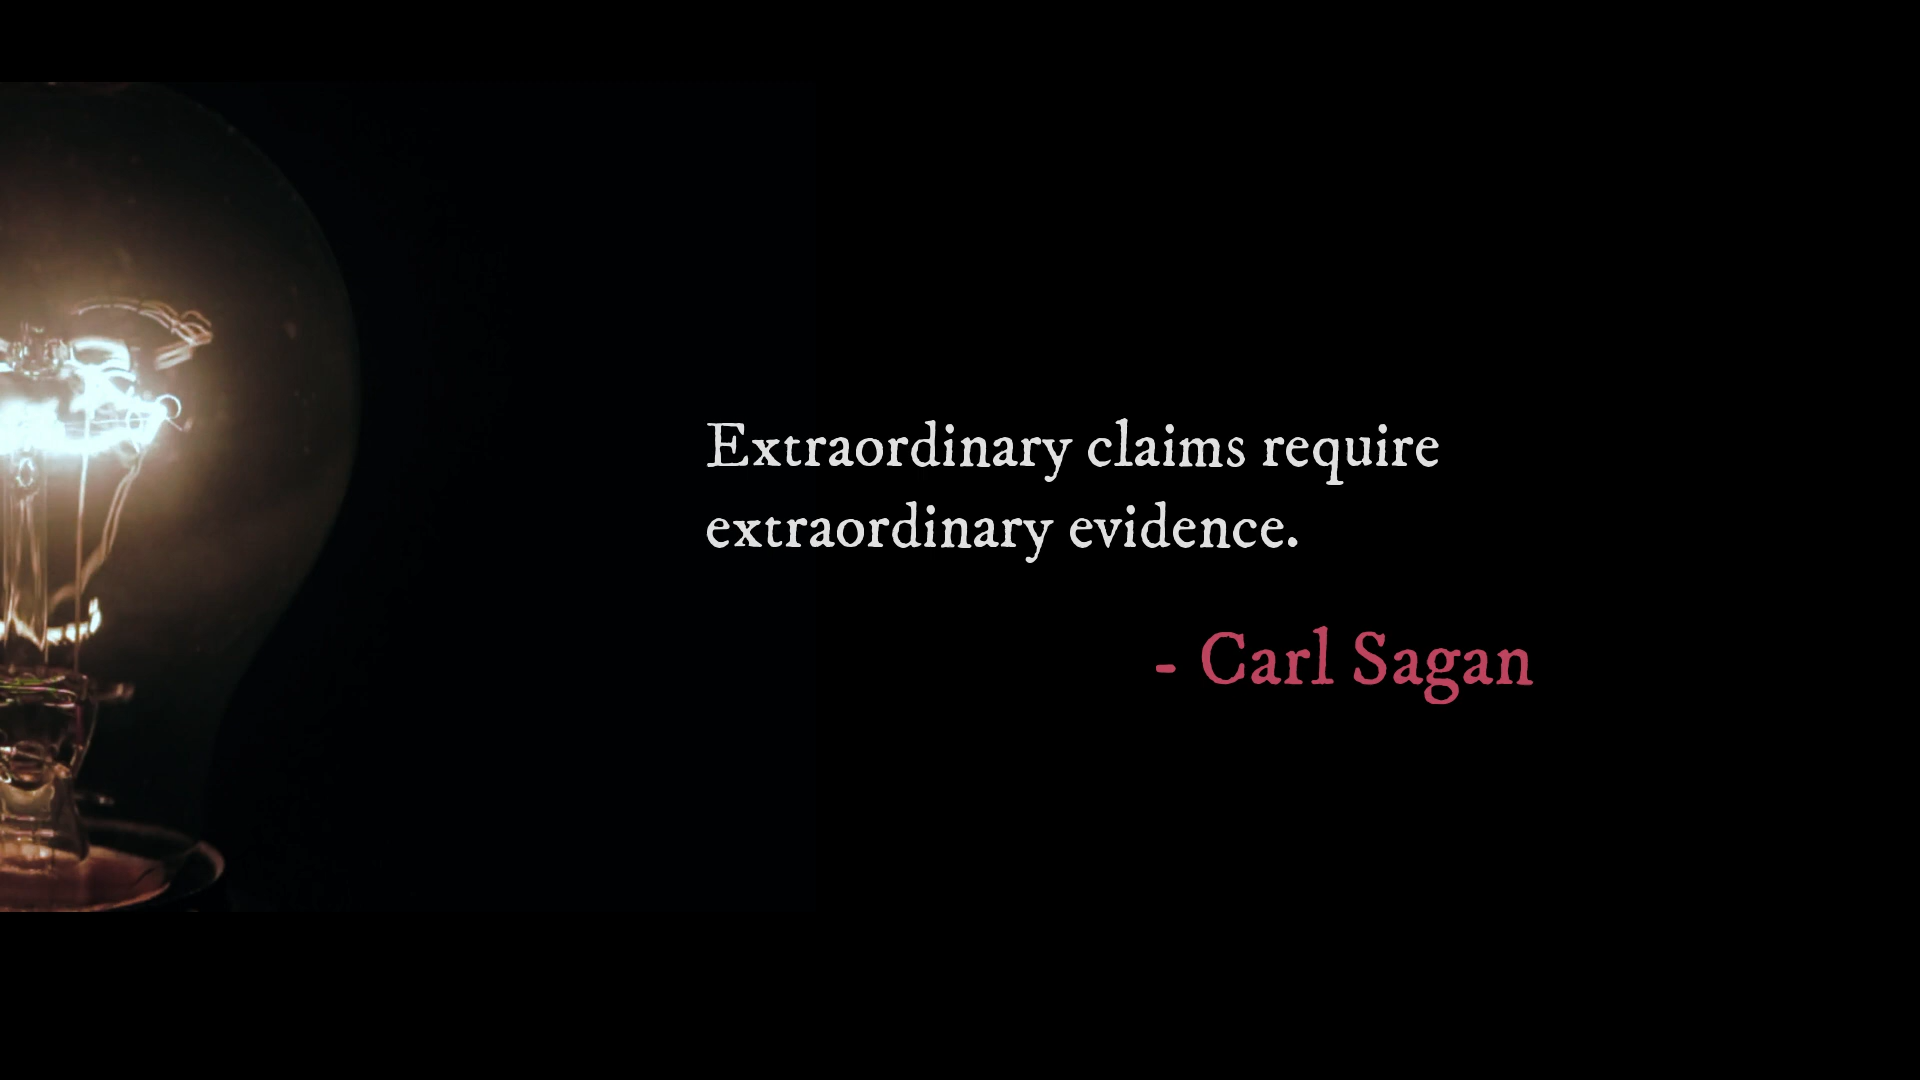 Extraordinary claims require
extraordinary evidence.
- Carl Sagan